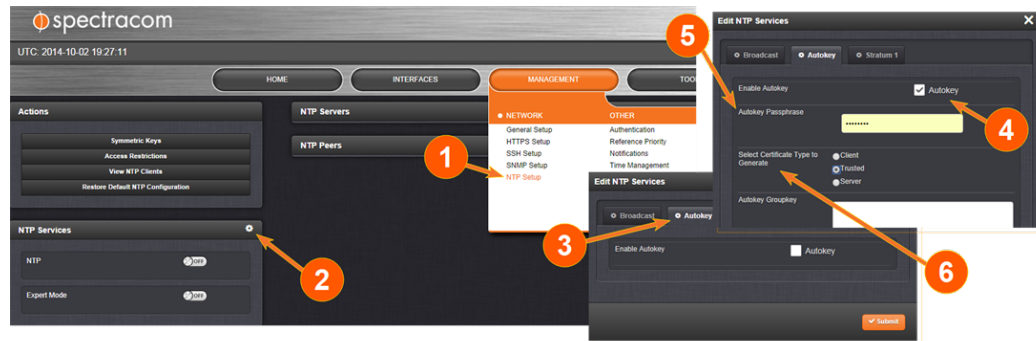 spectracom
UTC: 2014-10-02 19:27:11
HOME
INTERFACES
MANAGEMENT
TOO
Actions
Symmetric Keys
Access Restrictions
View NTP Clients
Restore Default NTP Configuration
NTP Services
NTP
OFF
Expert Mode
OFF
2
NTP Servers
NTP Peers
1
NETWORK
General Setup
HTTPS Setup
SSH Setup
SNMP Setup
NTP Setup
OTHER
Authentication
Reference Priority
Notifications
Time Management
Edit NTP Services
Broadcast
Autokey
3
Enable Autokey
Autokey
Submit
Edit NTP Services
X
5
Broadcast
Autokey
Stratum 1
Enable Autokey
Autokey
4
Autokey Passphrase
Select Certificate Type to
Generate
Client
Trusted
Server
Autokey Groupkey
6